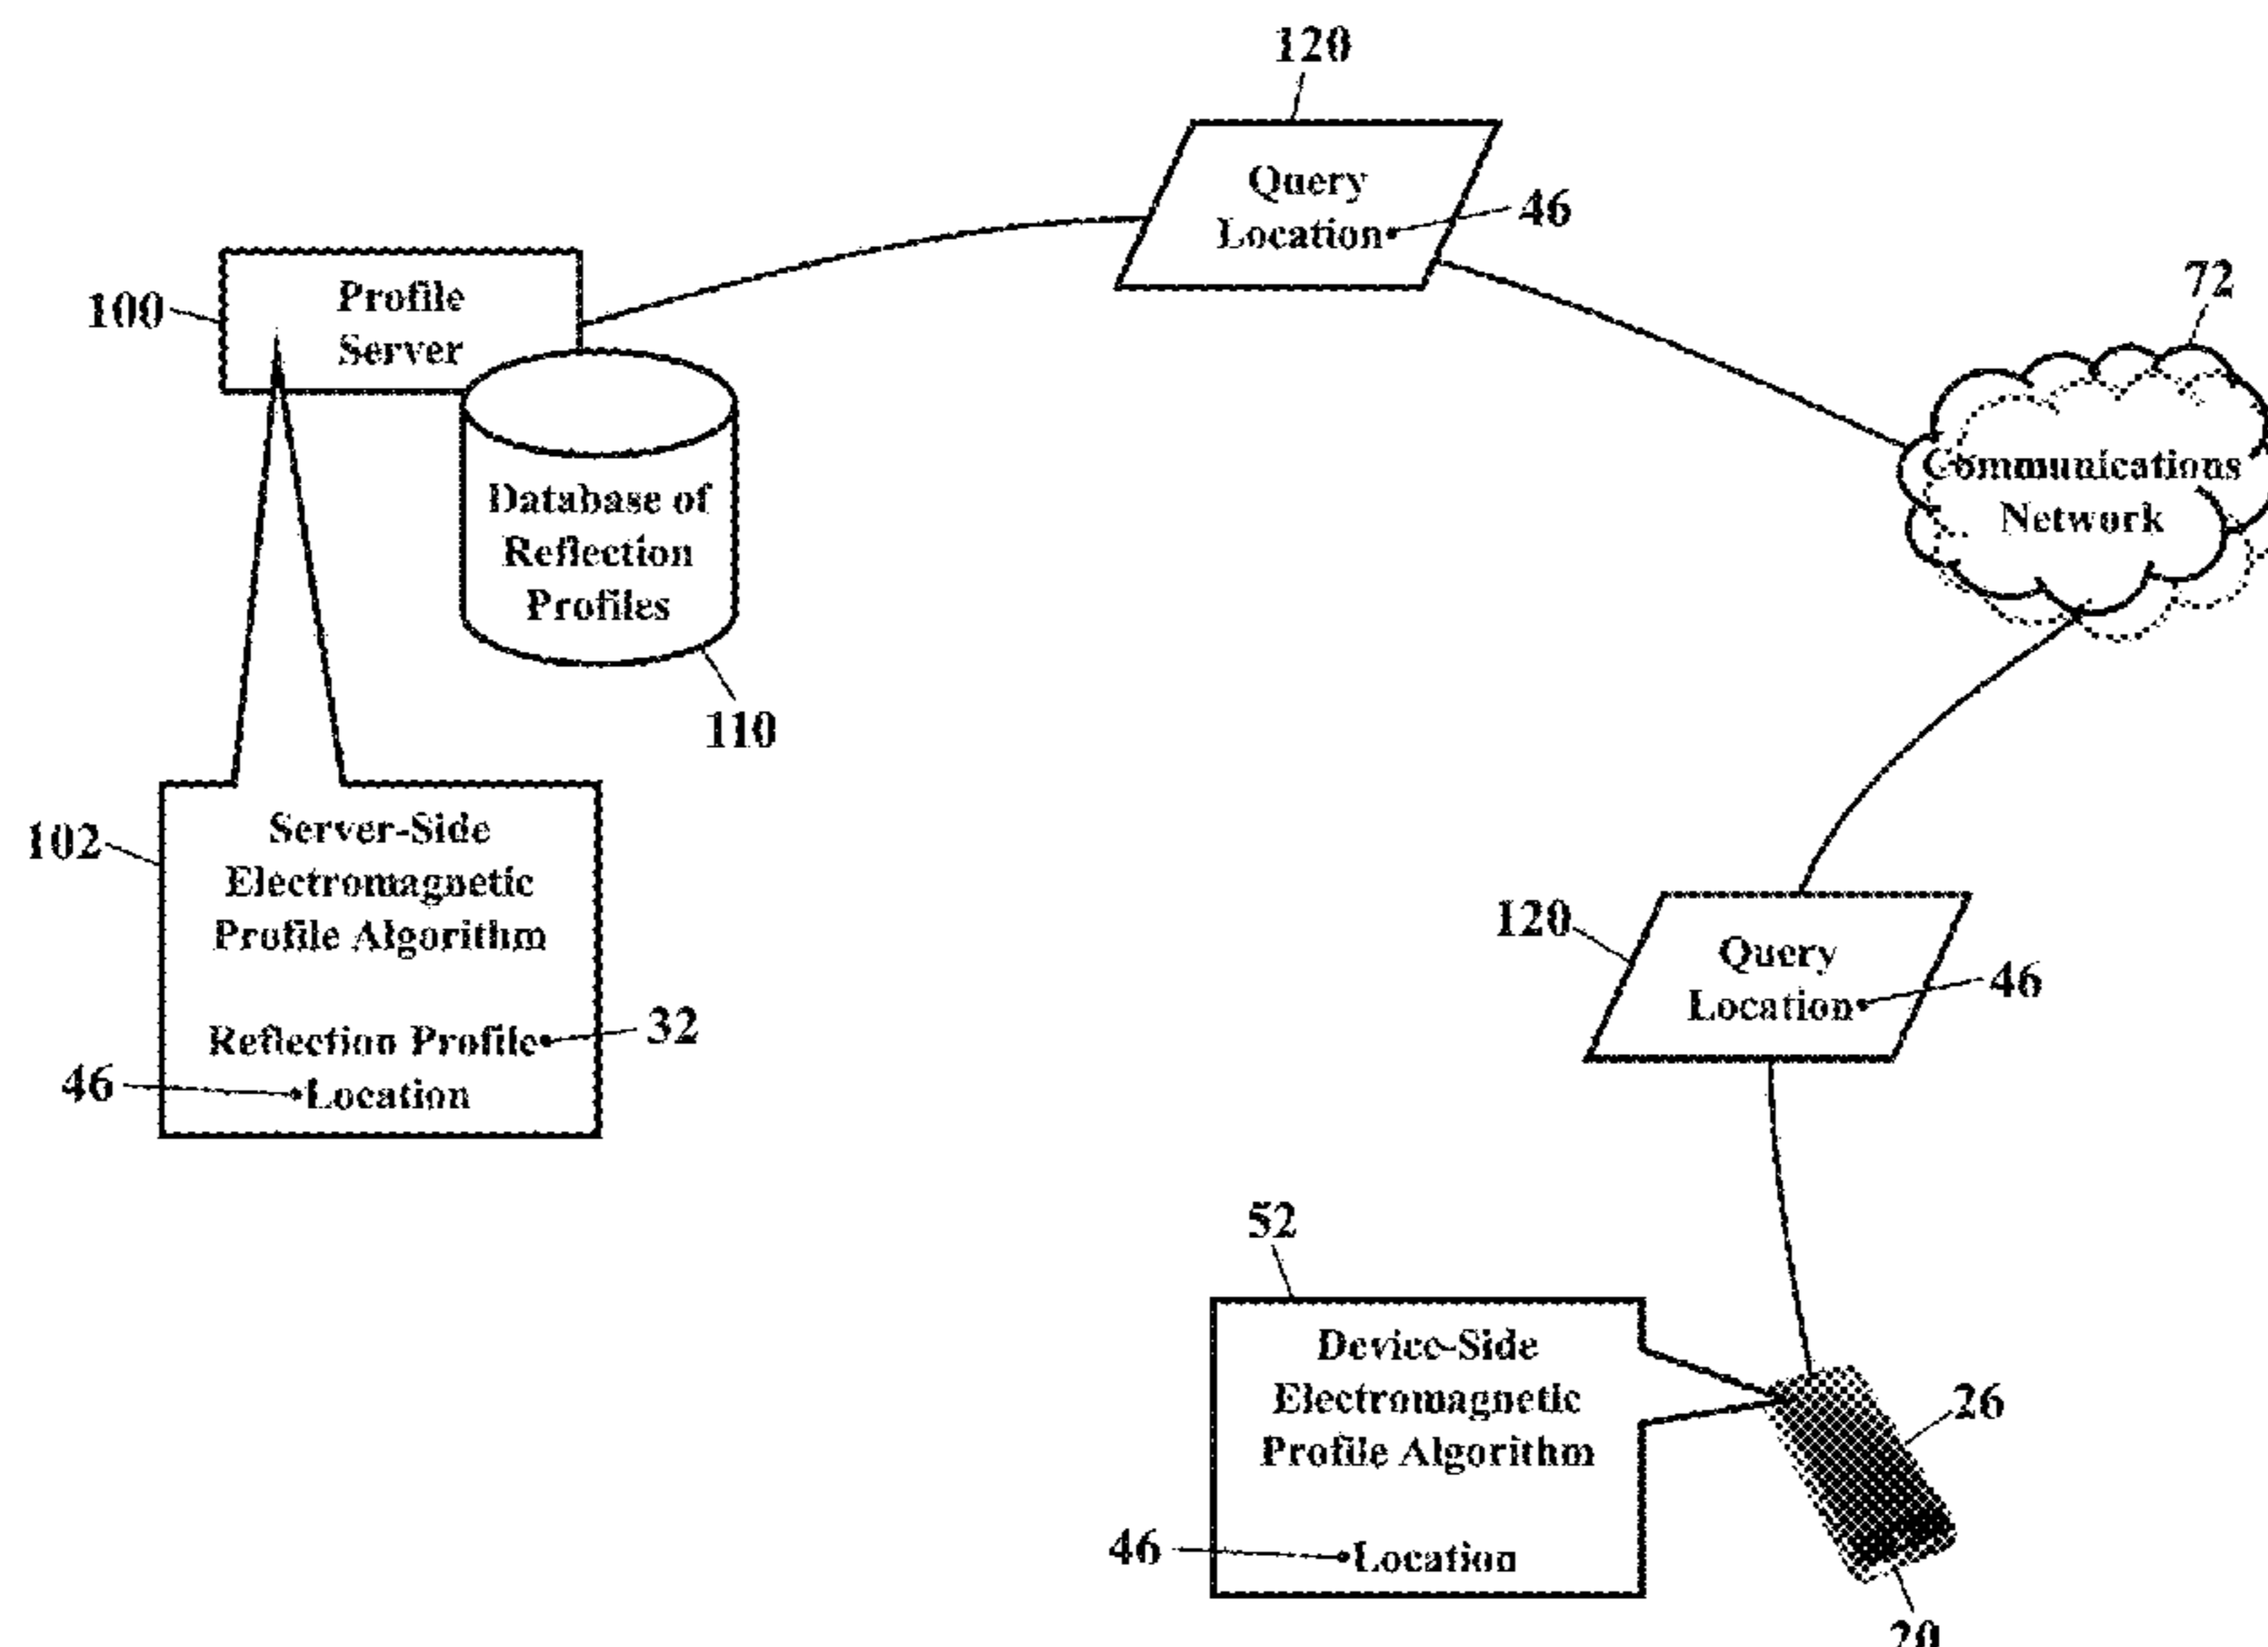 120
Query
Location
46
72
100
Profile
Server
Communications
Network
Database of
Reflection
Profiles
110
102
Server-Side
Electromagnetic
Profile Algorithm
Reflection Profile
32
46
Location
120
Query
Location
46
52
Device-Side
Electromagnetic
Profile Algorithm
46
Location
26
20